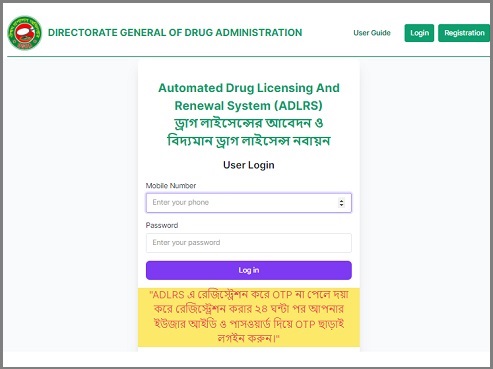 DIRECTORATE GENERAL OF DRUG ADMINISTRATION
User Guide
Login
Registration
Automated Drug Licensing And
Renewal System (ADLRS)
ড্রাগ লাইসেন্সের আবেদন ও
বিদ্যমান ড্রাগ লাইসেন্স নবায়ন
User Login
Mobile Number
Enter your phone
Password
Enter your password
Log in
"ADLRS এ রেজিস্ট্রেশন করে OTP না পেলে দয়া
করে রেজিস্ট্রেশন করার ২৪ ঘন্টা পর আপনার
ইউজার আইডি ও পাসওয়ার্ড দিয়ে OTP ছাড়াই
লগইন করুন।"